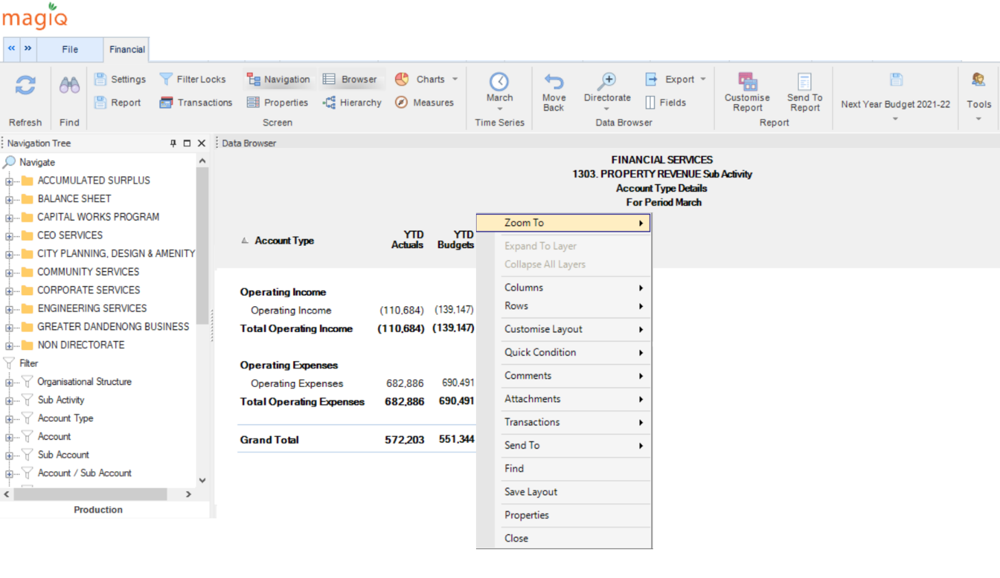 magiq
« » File Financial
Settings Filter Locks Navigation Browser Charts Export
Report Transactions Properties Hierarchy Measures March Move Back Directorate Fields Customise Report Send To Report Next Year Budget 2021-22 Tools
Refresh Find Screen Time Series Data Browser Report
Navigation Tree
Navigate
ACCUMULATED SURPLUS
BALANCE SHEET
CAPITAL WORKS PROGRAM
CEO SERVICES
CITY PLANNING, DESIGN & AMENITY
COMMUNITY SERVICES
CORPORATE SERVICES
ENGINEERING SERVICES
GREATER DANDENONG BUSINESS
NON DIRECTORATE
Filter
Organisational Structure
Sub Activity
Account Type
Account
Sub Account
Account / Sub Account
Production
Data Browser
FINANCIAL SERVICES
1303. PROPERTY REVENUE Sub Activity
Account Type Details
For Period March
Account Type YTD Actuals YTD Budgets
Operating Income
Operating Income (110,684) (139,147)
Total Operating Income (110,684) (139,147)
Operating Expenses
Operating Expenses 682,886 690,491
Total Operating Expenses 682,886 690,491
Grand Total 572,203 551,344
Zoom To
Expand To Layer
Collapse All Layers
Columns
Rows
Customise Layout
Quick Condition
Comments
Attachments
Transactions
Send To
Find
Save Layout
Properties
Close